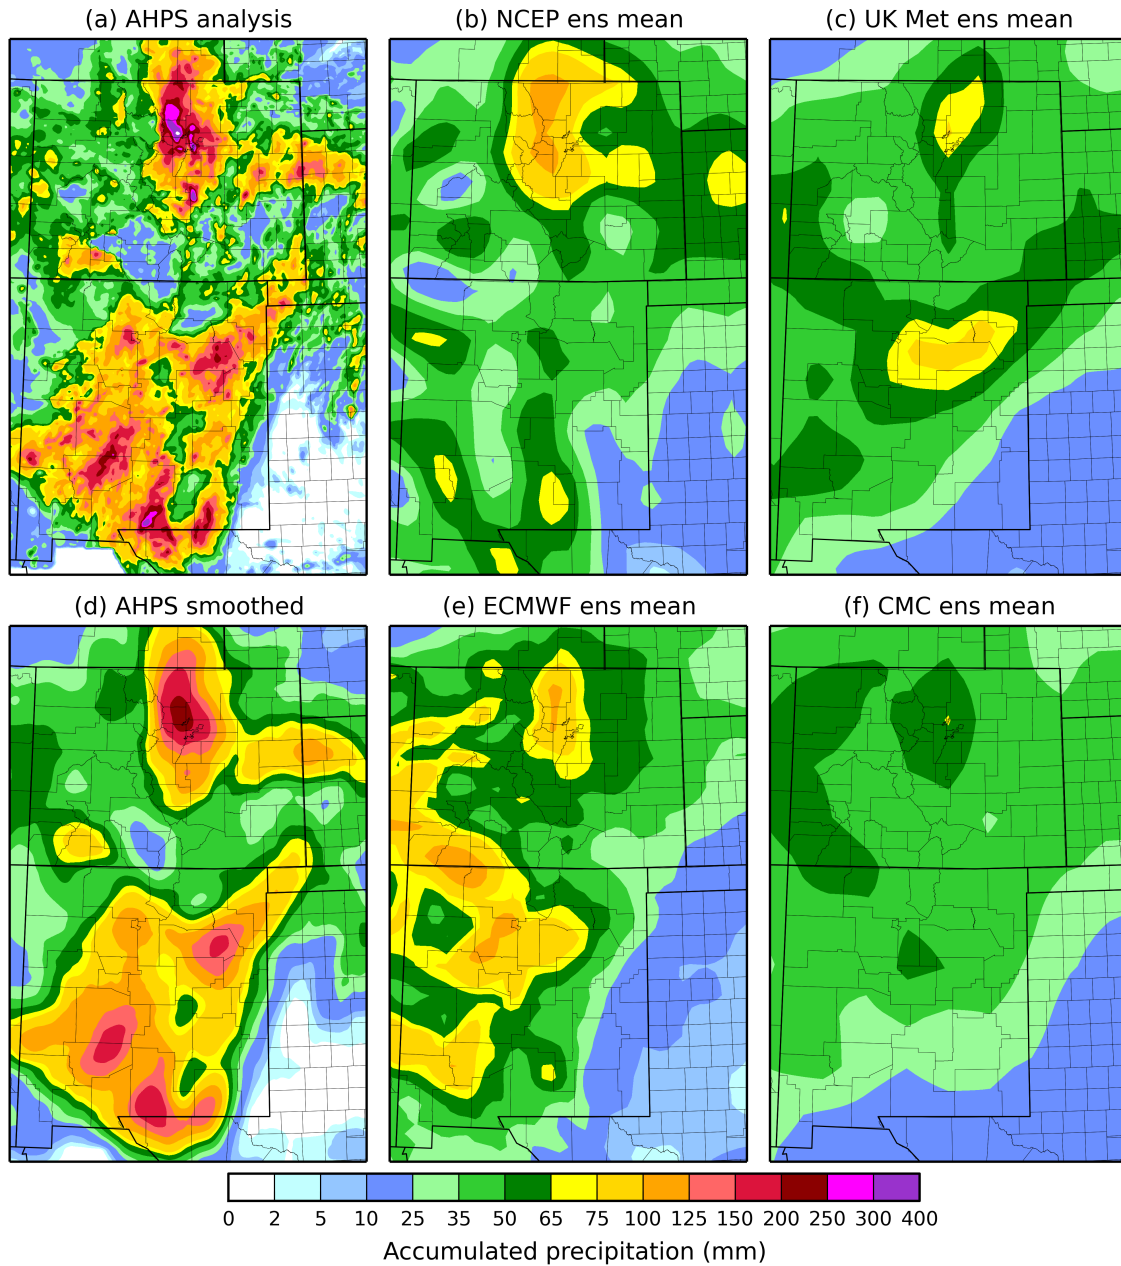 (a) AHPS analysis
(b) NCEP ens mean
(c) UK Met ens mean
(d) AHPS smoothed
(e) ECMWF ens mean
(f) CMC ens mean
0 2 5 10 25 35 50 65 75 100 125 150 200 250 300 400
Accumulated precipitation (mm)